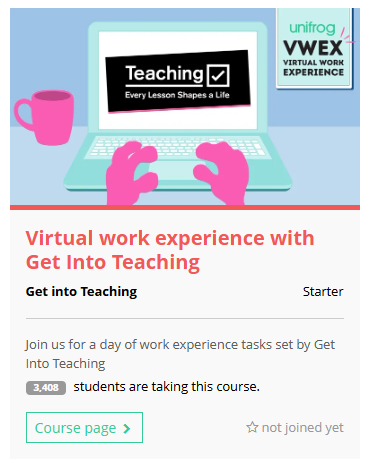 unifrog
VWEX
VIRTUAL WORK
EXPERIENCE
Teaching
Every Lesson Shapes a Life
Virtual work experience with
Get Into Teaching
Get into Teaching Starter
Join us for a day of work experience tasks set by Get
Into Teaching
3,408 students are taking this course.
Course page
not joined yet